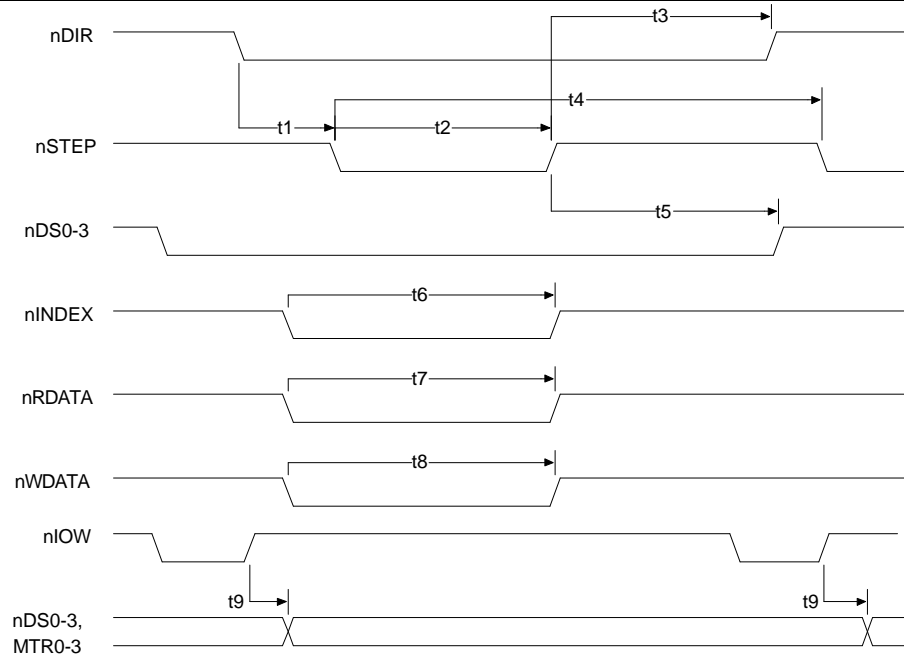 t3
nDIR
t4
t1
t2
nSTEP
t5
nDS0-3
t6
nINDEX
t7
nRDATA
t8
nWDATA
nIOW
t9
t9
nDS0-3,
MTR0-3